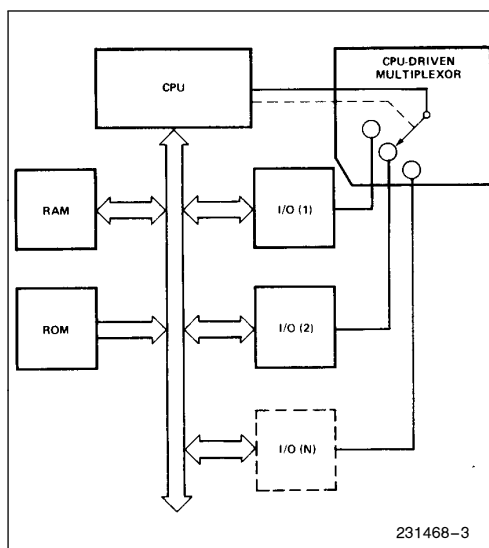 CPU
CPU-DRIVEN
MULTIPLEXOR
RAM
I/O (1)
ROM
I/O (2)
I/O (N)
231468-3